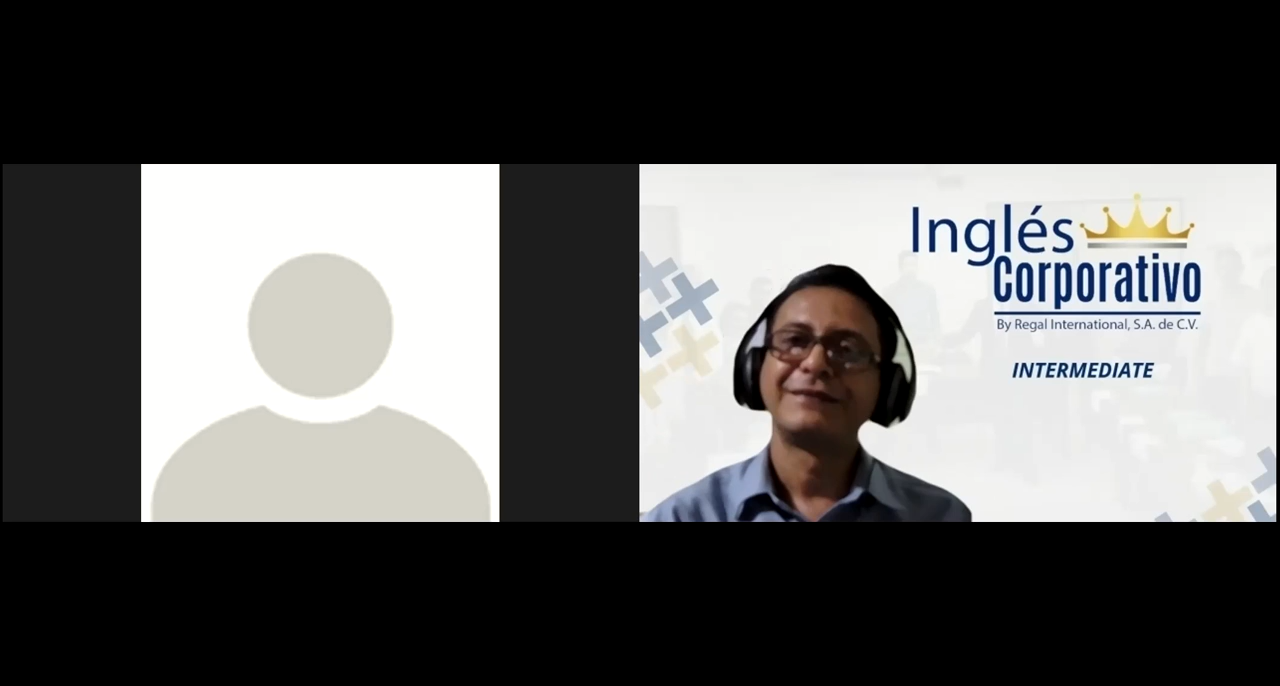 Inglés
Corporativo
By Regal International, S.A. de C.V.
INTERMEDIATE